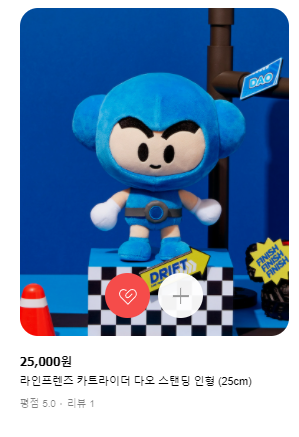 DAO
DRIFT
FINISH
FINISH
FINISH
25,000원
라인프렌즈 카트라이더 다오 스탠딩 인형 (25cm)
평점 5.0 · 리뷰 1